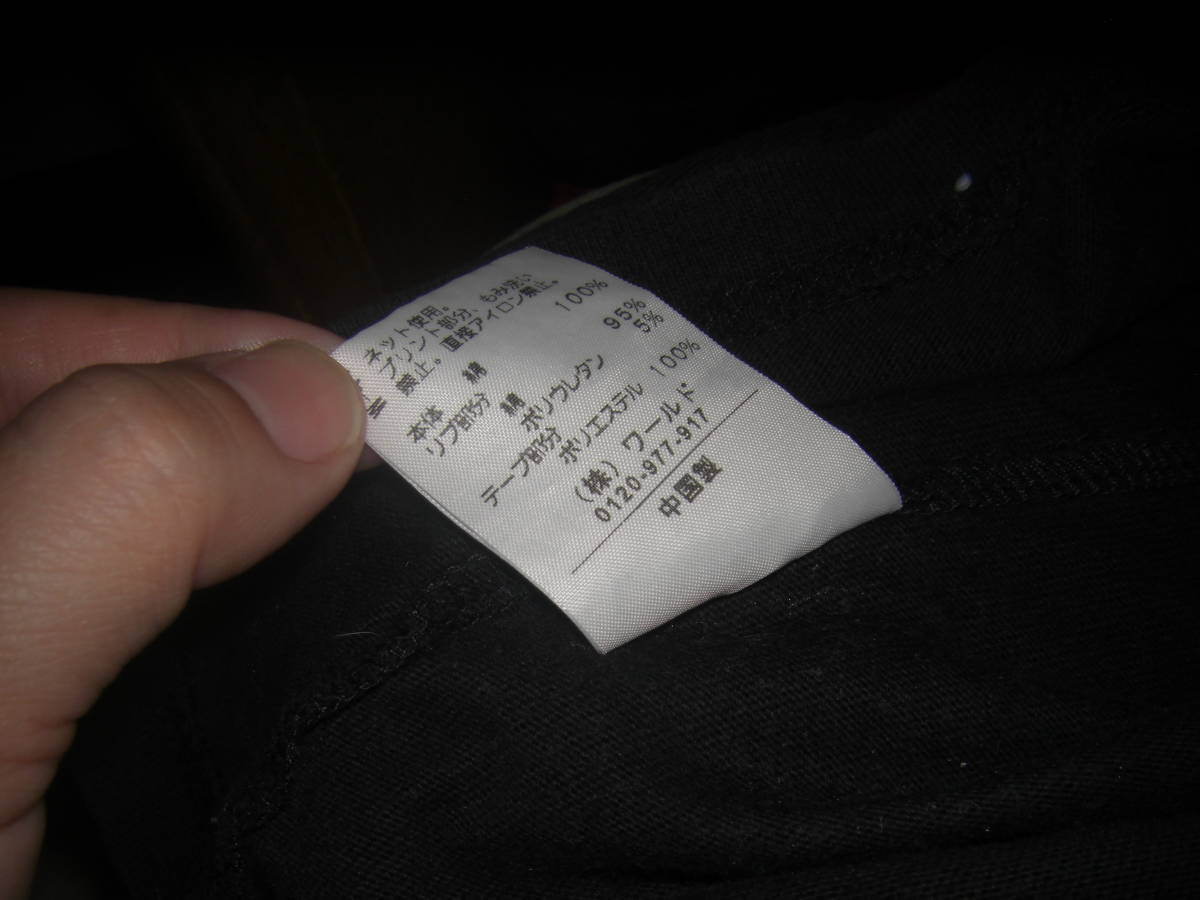 ネット使用。
プリント部分、もみ洗い
禁止。直接アイロン禁止。
本体 綿 100%
リブ部分 綿 95%
ポリウレタン 5%
テープ部分
ポリエステル 100%
(株) ワールド
0120-977-917
中国製